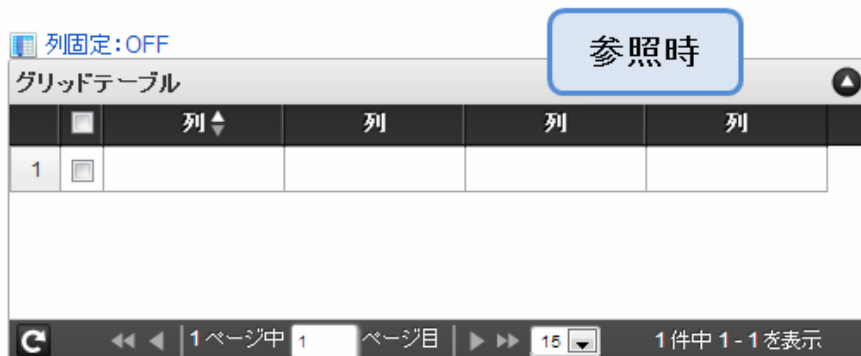 参照時
列固定:OFF
グリッドテーブル
列 列 列 列
1
1 ページ中 1 ページ目 15 1 件中 1 - 1 を表示